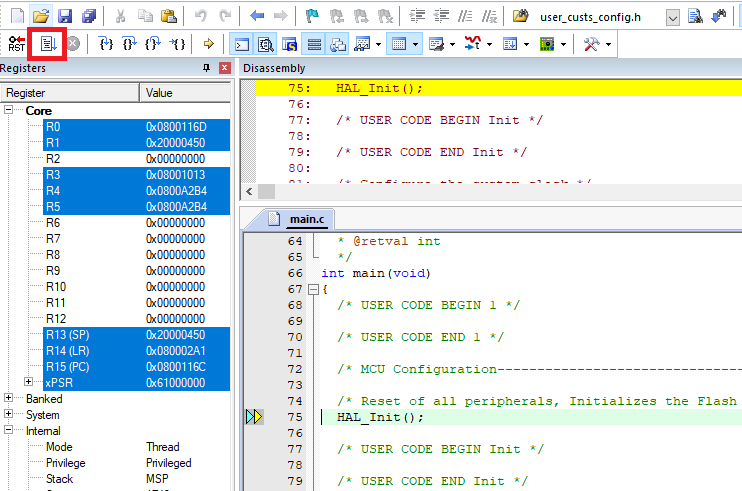 user_custs_config.h
RST
Registers
Disassembly
Register Value
Core
R0 0x0800116D
R1 0x20000450
R2 0x00000000
R3 0x08001013
R4 0x0800A2B4
R5 0x0800A2B4
R6 0x00000000
R7 0x00000000
R8 0x00000000
R9 0x00000000
R10 0x00000000
R11 0x00000000
R12 0x00000000
R13 (SP) 0x20000450
R14 (LR) 0x080002A1
R15 (PC) 0x0800116C
xPSR 0x61000000
Banked
System
Internal
Mode Thread
Privilege Privileged
Stack MSP
75: HAL_Init();
76:
77: /* USER CODE BEGIN Init */
78:
79: /* USER CODE END Init */
80:
main.c
64 * @retval int
65 */
66 int main(void)
67 {
68 /* USER CODE BEGIN 1 */
69
70 /* USER CODE END 1 */
71
72 /* MCU Configuration--------------------------------
73
74 /* Reset of all peripherals, Initializes the Flash
75 HAL_Init();
76
77 /* USER CODE BEGIN Init */
78
79 /* USER CODE END Init */